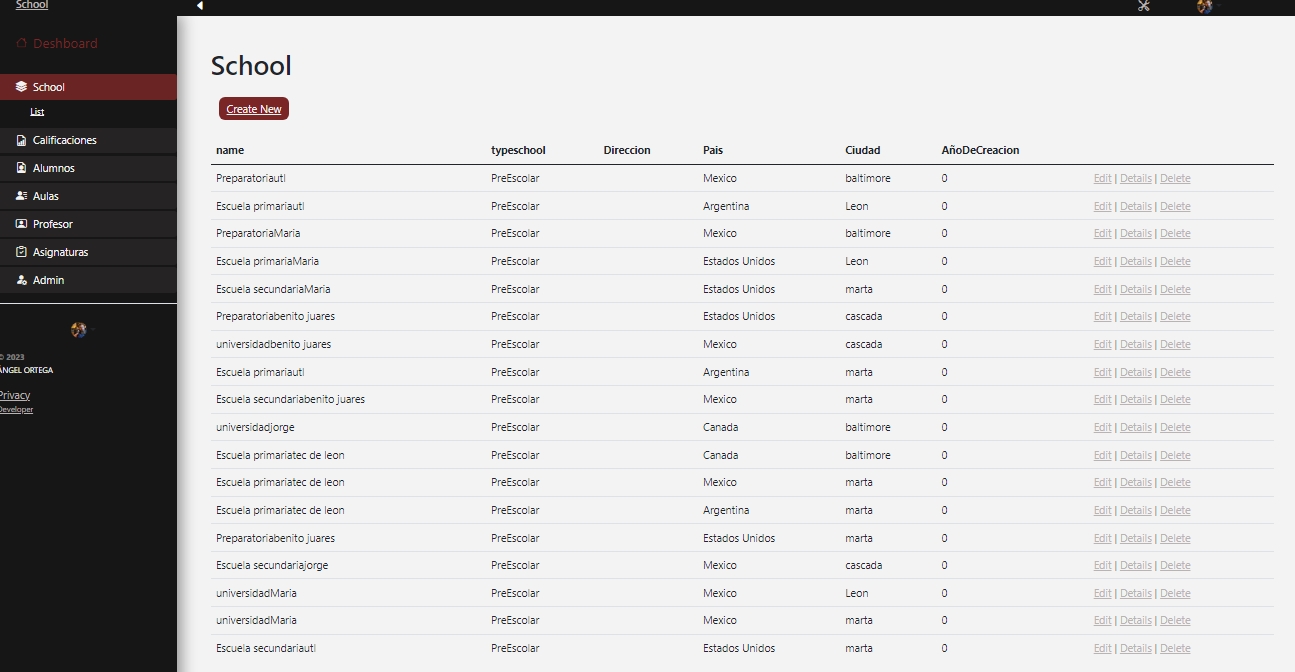 School
Deshboard
School
List
Calificaciones
Alumnos
Aulas
Profesor
Asignaturas
Admin
© 2023
ANGEL ORTEGA
Privacy
Developer
School
Create New
name typeschool Direccion Pais Ciudad AñoDeCreacion
Preparatoriautl PreEscolar Mexico baltimore 0 Edit | Details | Delete
Escuela primariautl PreEscolar Argentina Leon 0 Edit | Details | Delete
PreparatoriaMaria PreEscolar Mexico baltimore 0 Edit | Details | Delete
Escuela primariaMaria PreEscolar Estados Unidos Leon 0 Edit | Details | Delete
Escuela secundariaMaria PreEscolar Estados Unidos marta 0 Edit | Details | Delete
Preparatoriabenito juares PreEscolar Estados Unidos cascada 0 Edit | Details | Delete
universidadbenito juares PreEscolar Mexico cascada 0 Edit | Details | Delete
Escuela primariautl PreEscolar Argentina marta 0 Edit | Details | Delete
Escuela secundariabenito juares PreEscolar Mexico marta 0 Edit | Details | Delete
universidadjorge PreEscolar Canada baltimore 0 Edit | Details | Delete
Escuela primariatec de leon PreEscolar Canada baltimore 0 Edit | Details | Delete
Escuela primariatec de leon PreEscolar Mexico marta 0 Edit | Details | Delete
Escuela primariatec de leon PreEscolar Argentina marta 0 Edit | Details | Delete
Preparatoriabenito juares PreEscolar Estados Unidos marta 0 Edit | Details | Delete
Escuela secundariajorge PreEscolar Mexico cascada 0 Edit | Details | Delete
universidadMaria PreEscolar Mexico Leon 0 Edit | Details | Delete
universidadMaria PreEscolar Mexico marta 0 Edit | Details | Delete
Escuela secundariautl PreEscolar Estados Unidos marta 0 Edit | Details | Delete